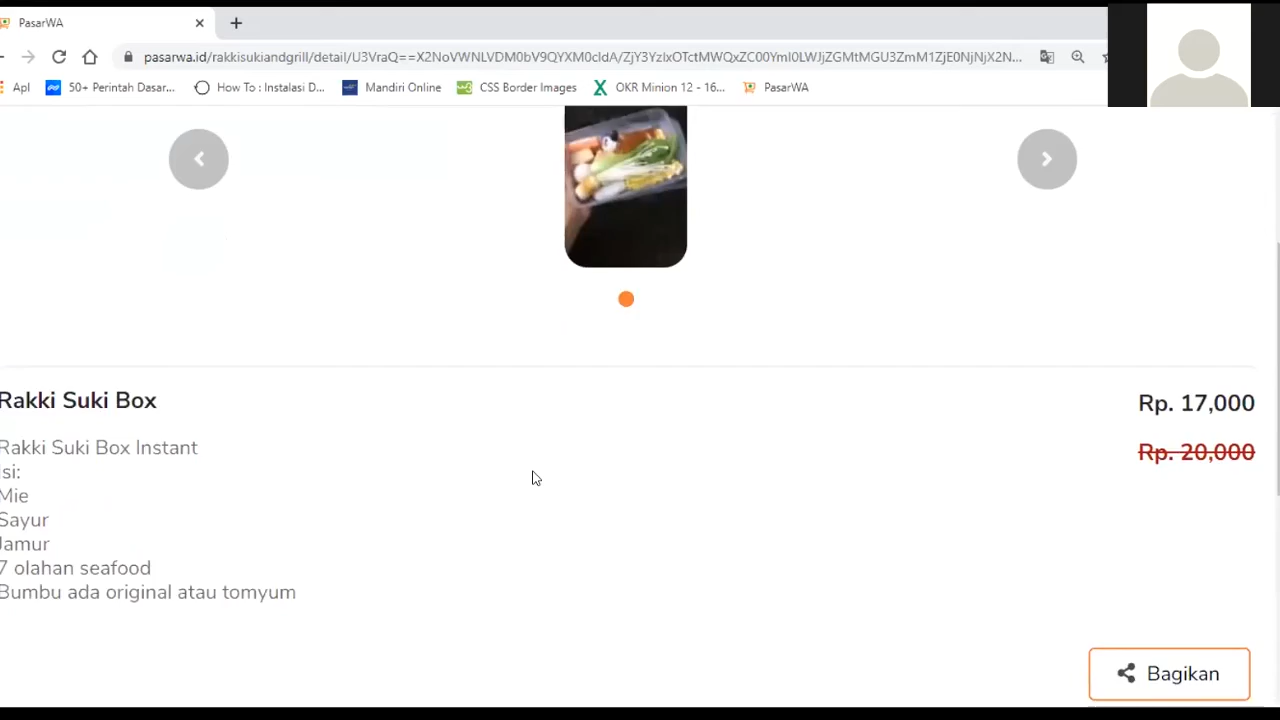 PasarWA
pasarwa.id/rakkisukiandgrill/detail/U3VraQ==X2NoVWNLVDM0bV9QYXM0cldA/ZjY3YzIxOTctMWQxZC00YmI0LWJjZGMtMGU3ZmM1ZjE0NjNjX2N...
Apl
50+ Perintah Dasar...
How To : Instalasi D...
Mandiri Online
CSS Border Images
OKR Minion 12 - 16...
PasarWA
Rakki Suki Box
Rp. 17,000
Rakki Suki Box Instant
Rp. 20,000
Isi:
Mie
Sayur
Jamur
7 olahan seafood
Bumbu ada original atau tomyum
Bagikan